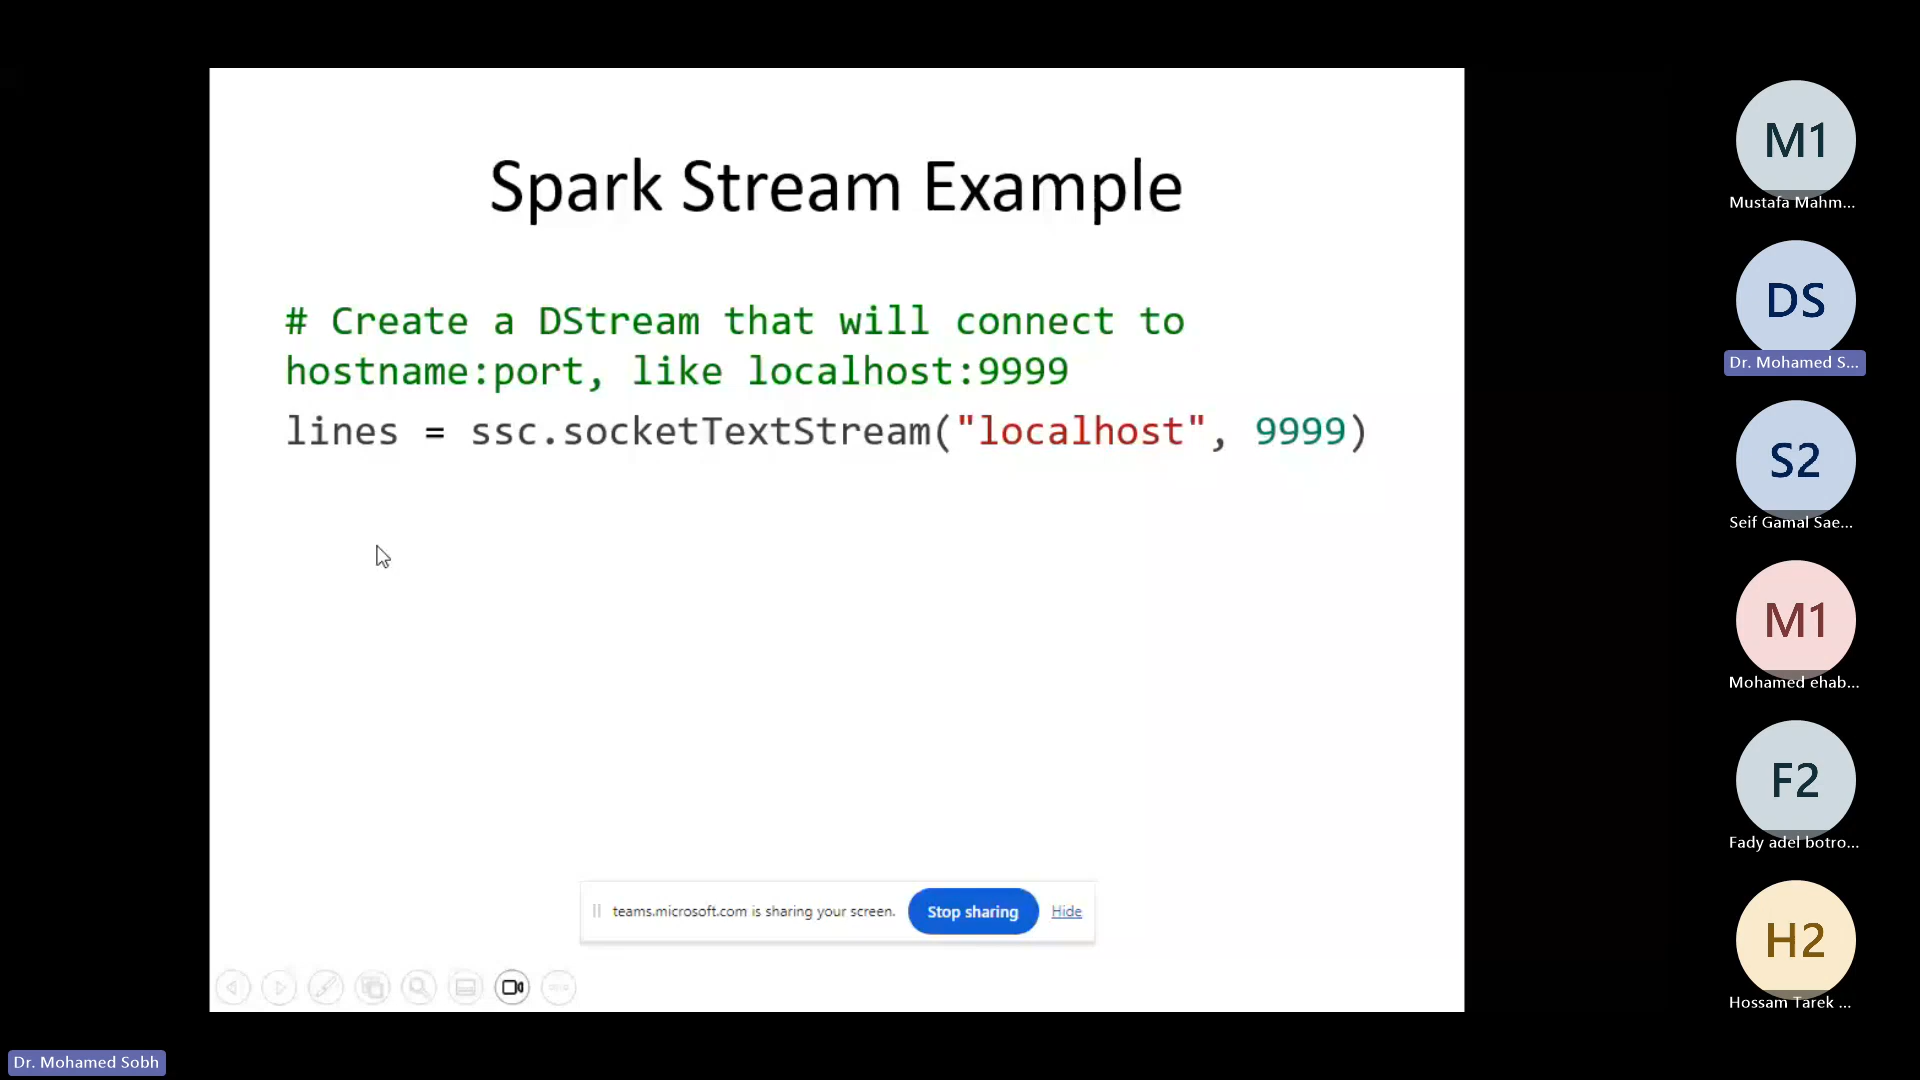 Spark Stream Example
# Create a DStream that will connect to
hostname:port, like localhost:9999
lines = ssc.socketTextStream("localhost", 9999)
teams.microsoft.com is sharing your screen.
Stop sharing
Hide
M1
Mustafa Mahm...
DS
Dr. Mohamed S...
S2
Seif Gamal Sae...
M1
Mohamed ehab...
F2
Fady adel botro...
H2
Hossam Tarek ...
Dr. Mohamed Sobh